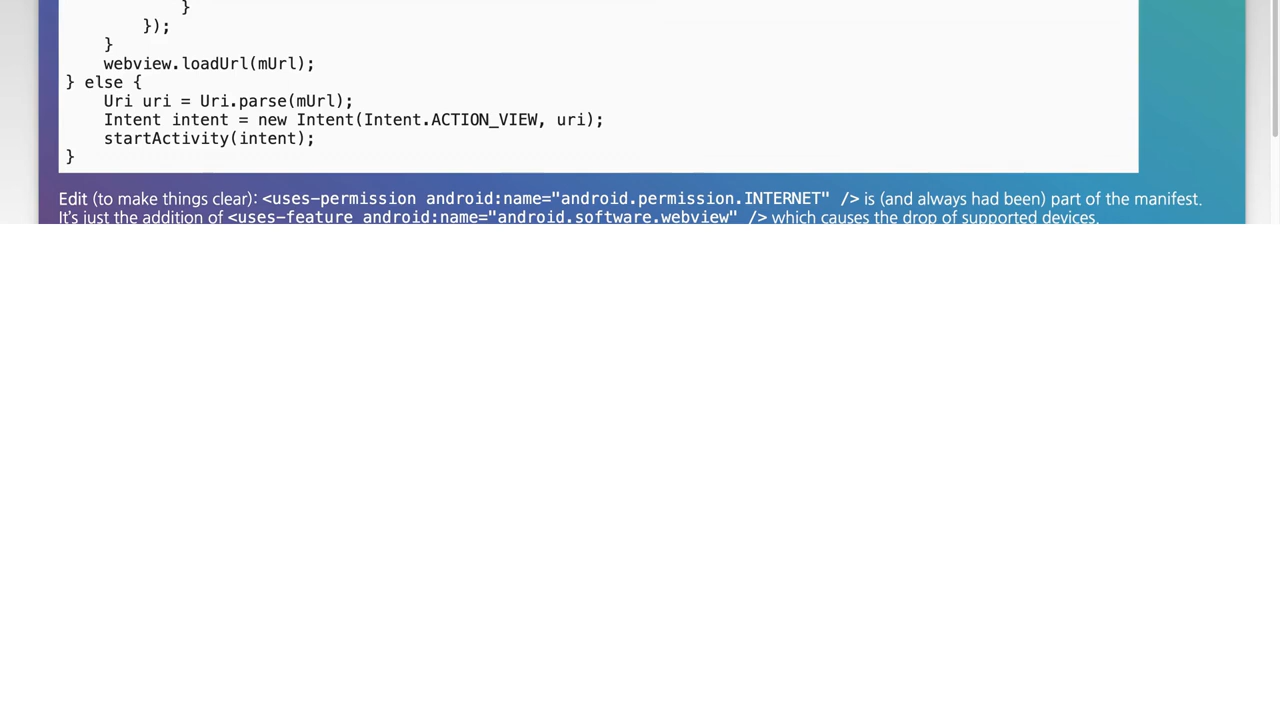 }
});
}
webview.loadUrl(mUrl);
} else {
Uri uri = Uri.parse(mUrl);
Intent intent = new Intent(Intent.ACTION_VIEW, uri);
startActivity(intent);
}
Edit (to make things clear): <uses-permission android:name="android.permission.INTERNET" /> is (and always had been) part of the manifest.
It's just the addition of <uses-feature android:name="android.software.webview" /> which causes the drop of supported devices.